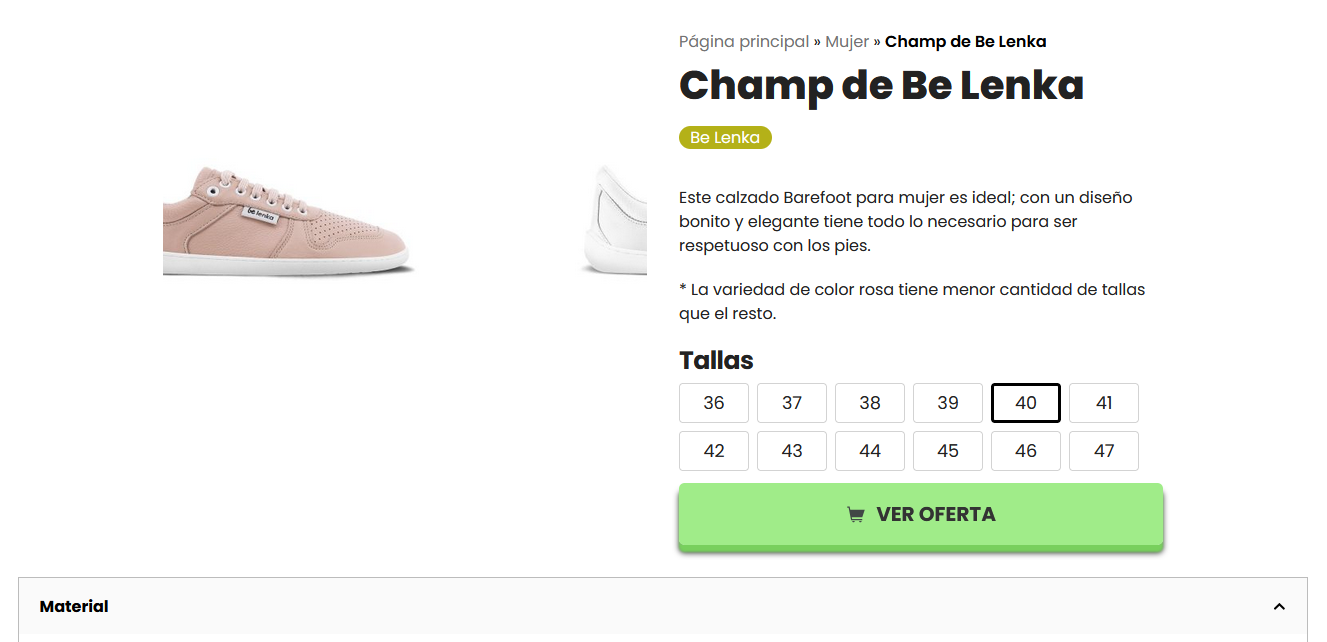 Página principal » Mujer » Champ de Be Lenka
Champ de Be Lenka
Be Lenka
be lenka
Este calzado Barefoot para mujer es ideal; con un diseño
bonito y elegante tiene todo lo necesario para ser
respetuoso con los pies.
* La variedad de color rosa tiene menor cantidad de tallas
que el resto.
Tallas
36 37 38 39 40 41
42 43 44 45 46 47
VER OFERTA
Material